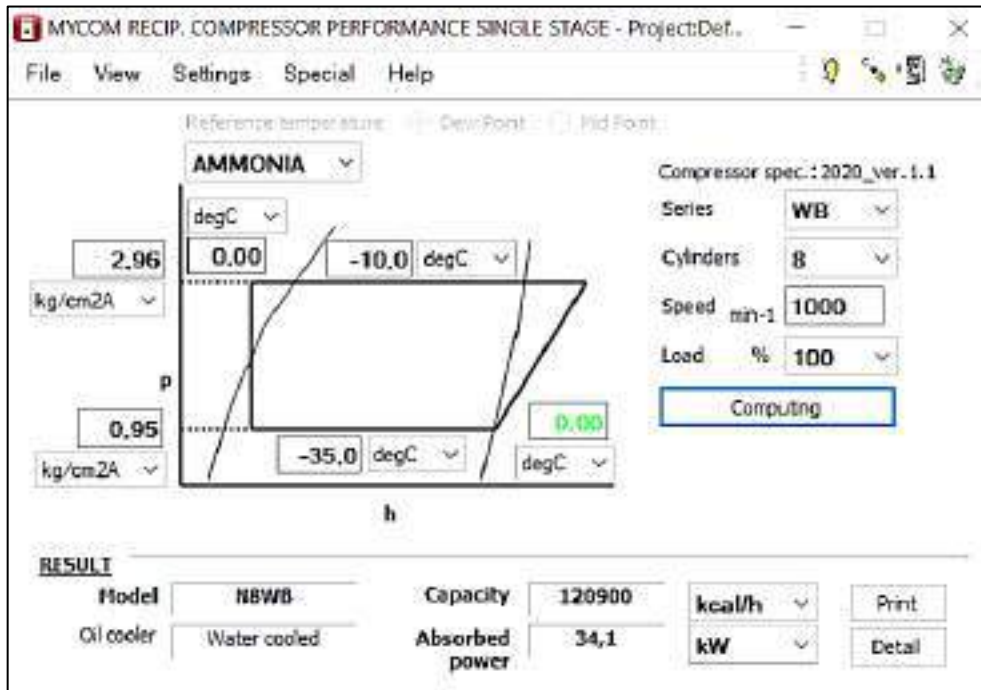 MYCOM RECIP. COMPRESSOR PERFORMANCE SINGLE STAGE - Project:Def..
File View Settings Special Help
Reference temperature Dew Point Mid Point
AMMONIA
Compressor spec.: 2020_ver.1.1
degC
Series WB
2,96 0.00 -10,0 degC
Cylinders 8
kg/cm2A
Speed min-1 1000
Load % 100
p
Computing
0,95 0.00
-35,0 degC
kg/cm2A degC
h
RESULT
Model N8WB Capacity 120900 kcal/h Print
Oil cooler Water cooled Absorbed power 34,1 kW Detail